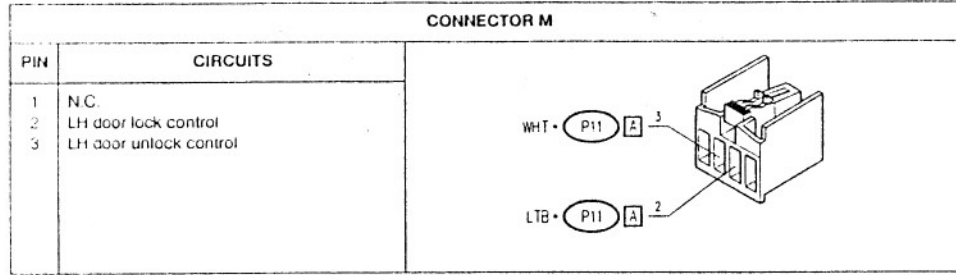 CONNECTOR M
PIN CIRCUITS
1 N.C.
2 LH door lock control
3 LH door unlock control
WHT • P11 A 3
LTB • P11 A 2